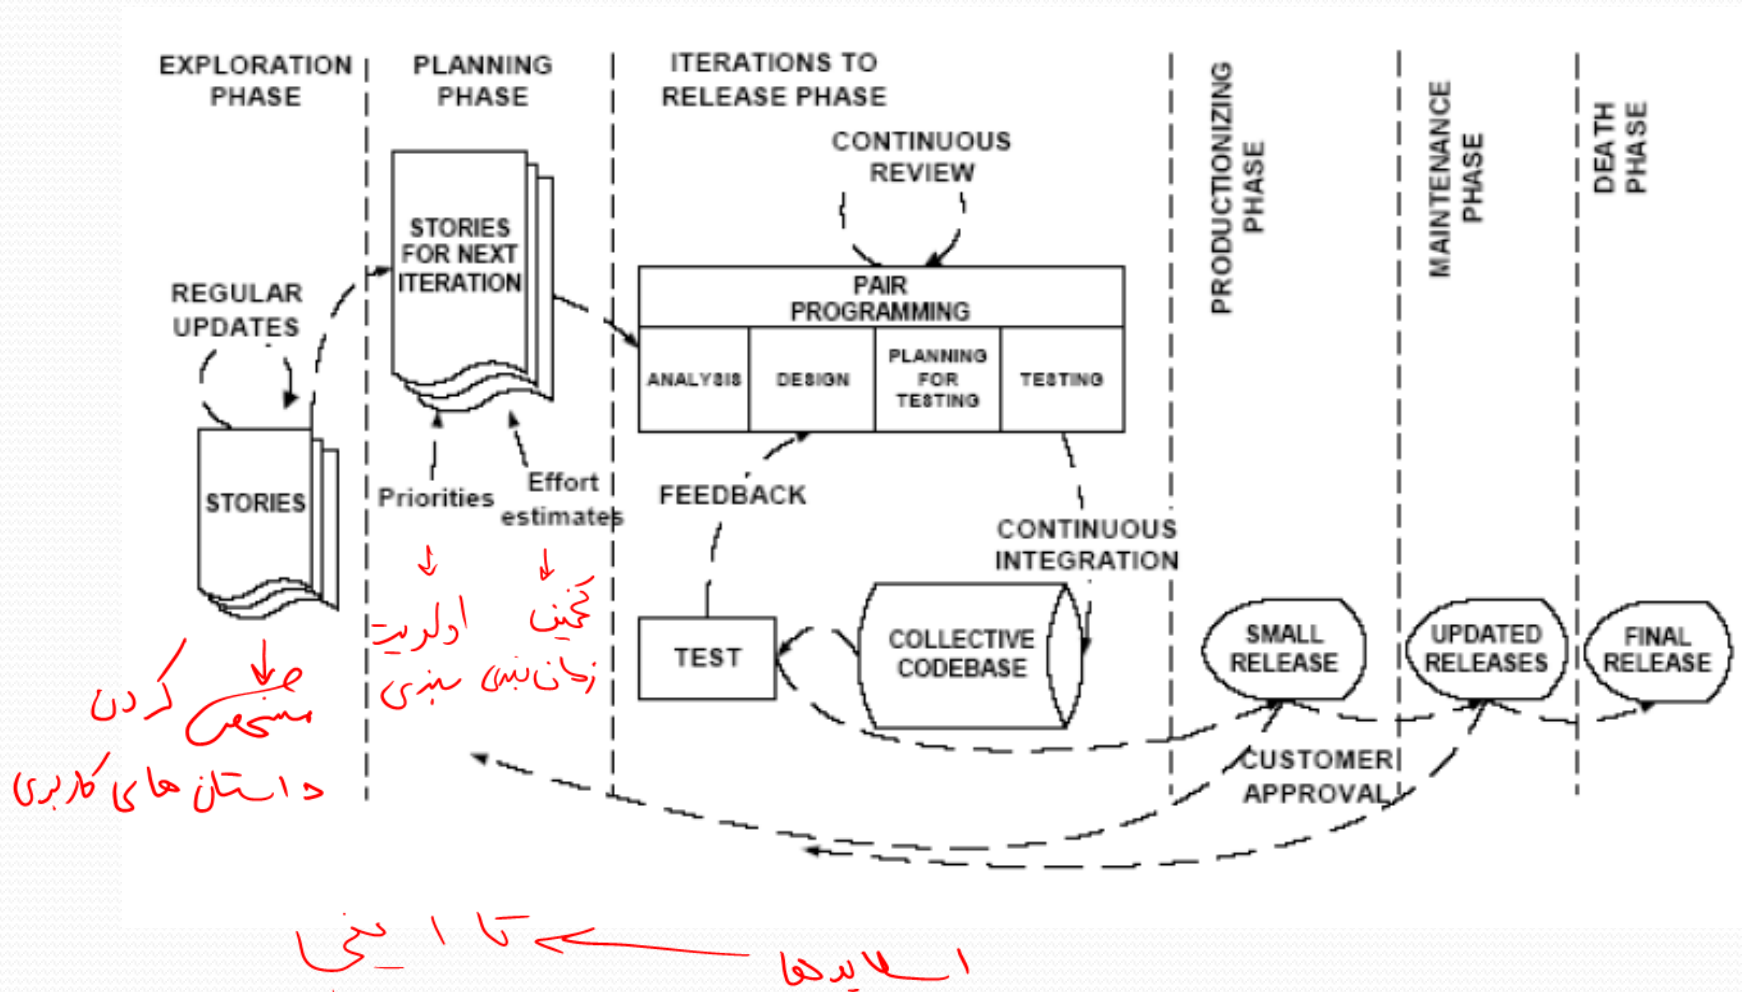 EXPLORATION
PHASE
PLANNING
PHASE
ITERATIONS TO
RELEASE PHASE
PRODUCTIONIZING
PHASE
MAINTENANCE
PHASE
DEATH
PHASE
REGULAR
UPDATES
STORIES
STORIES
FOR NEXT
ITERATION
Priorities
Effort
estimates
CONTINUOUS
REVIEW
PAIR
PROGRAMMING
ANALYSIS
DESIGN
PLANNING
FOR
TESTING
TESTING
FEEDBACK
CONTINUOUS
INTEGRATION
TEST
COLLECTIVE
CODEBASE
SMALL
RELEASE
UPDATED
RELEASES
FINAL
RELEASE
CUSTOMER
APPROVAL
مشخص کردن
داستان های کاربری
اولویت
بندی
تخمین
زمان بندی
اسلایدها
تا اینجا